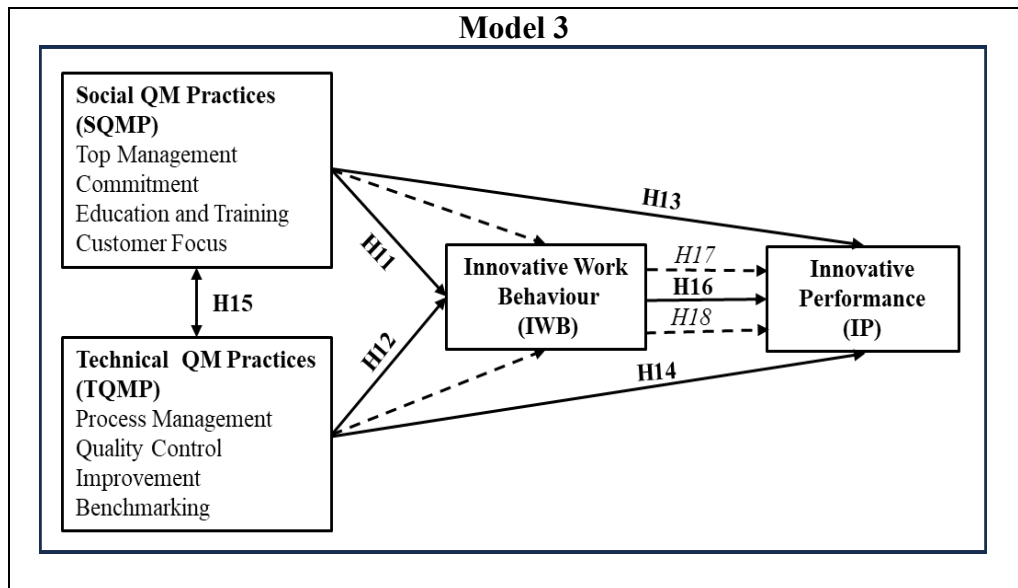 Model 3
Social QM Practices
(SQMP)
Top Management
Commitment
Education and Training
Customer Focus
H15
Technical QM Practices
(TQMP)
Process Management
Quality Control
Improvement
Benchmarking
H11
H12
H13
Innovative Work
Behaviour
(IWB)
H17
H16
H18
H14
Innovative
Performance
(IP)